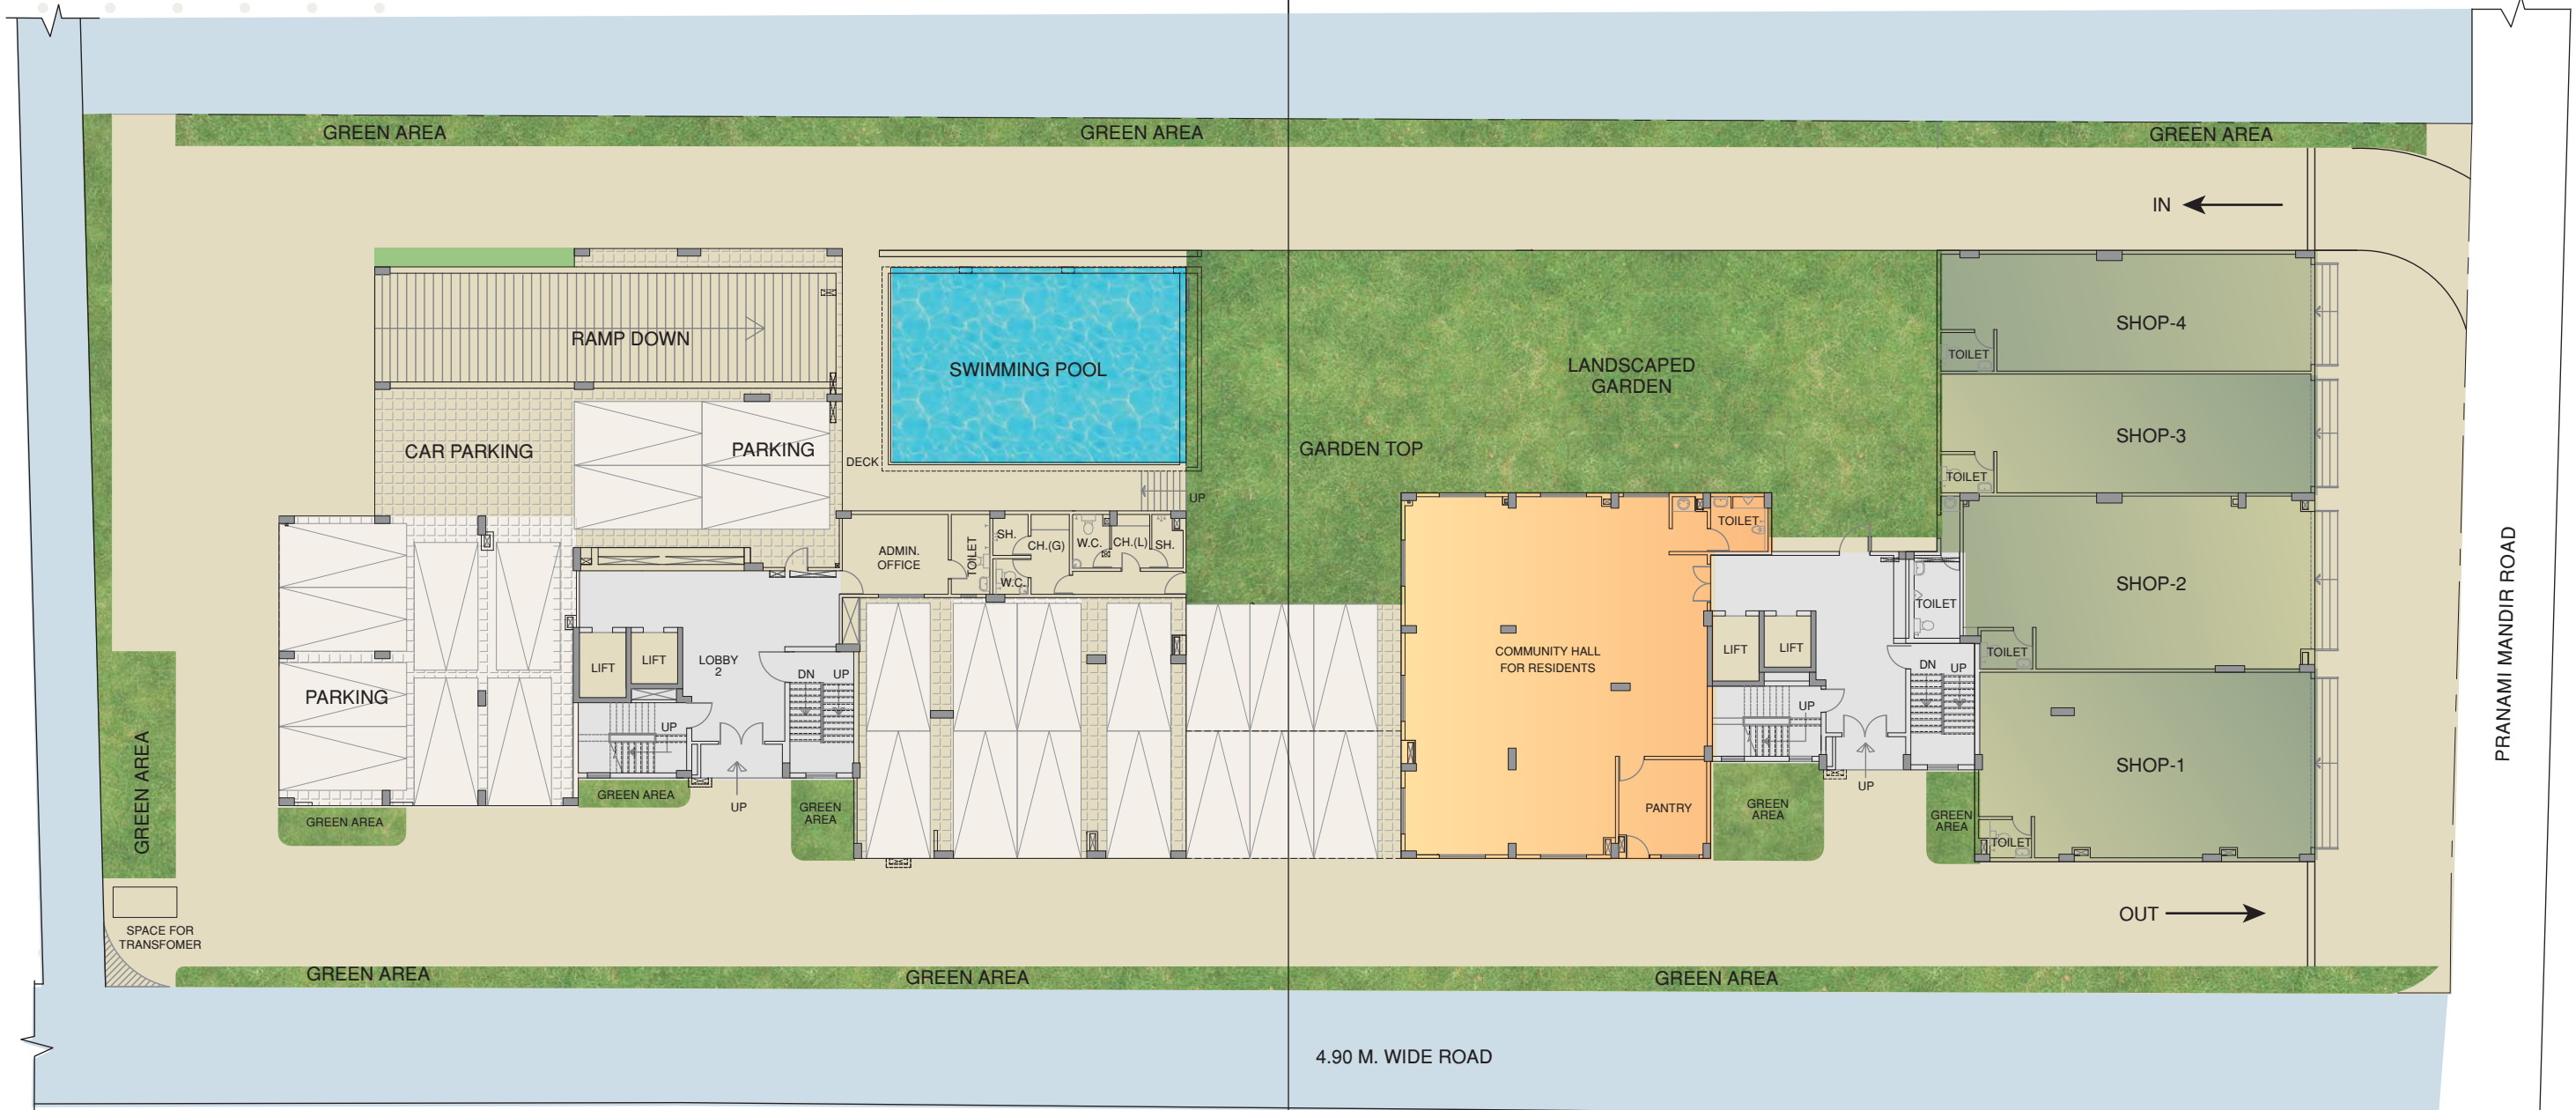 GREEN AREA
GREEN AREA
GREEN AREA
IN
RAMP DOWN
SWIMMING POOL
LANDSCAPED
GARDEN
SHOP-4
TOILET
CAR PARKING
PARKING
DECK
GARDEN TOP
SHOP-3
TOILET
UP
ADMIN.
OFFICE
TOILET
SH.
CH.(G)
W.C.
CH.(L)
SH.
W.C.
TOILET
TOILET
SHOP-2
TOILET
PRANAMI MANDIR ROAD
LIFT
LIFT
LOBBY
2
DN
UP
UP
COMMUNITY HALL
FOR RESIDENTS
LIFT
LIFT
DN
UP
UP
PARKING
GREEN AREA
GREEN AREA
GREEN AREA
UP
GREEN
AREA
PANTRY
GREEN
AREA
UP
GREEN
AREA
SHOP-1
TOILET
SPACE FOR
TRANSFOMER
OUT
GREEN AREA
GREEN AREA
GREEN AREA
4.90 M. WIDE ROAD